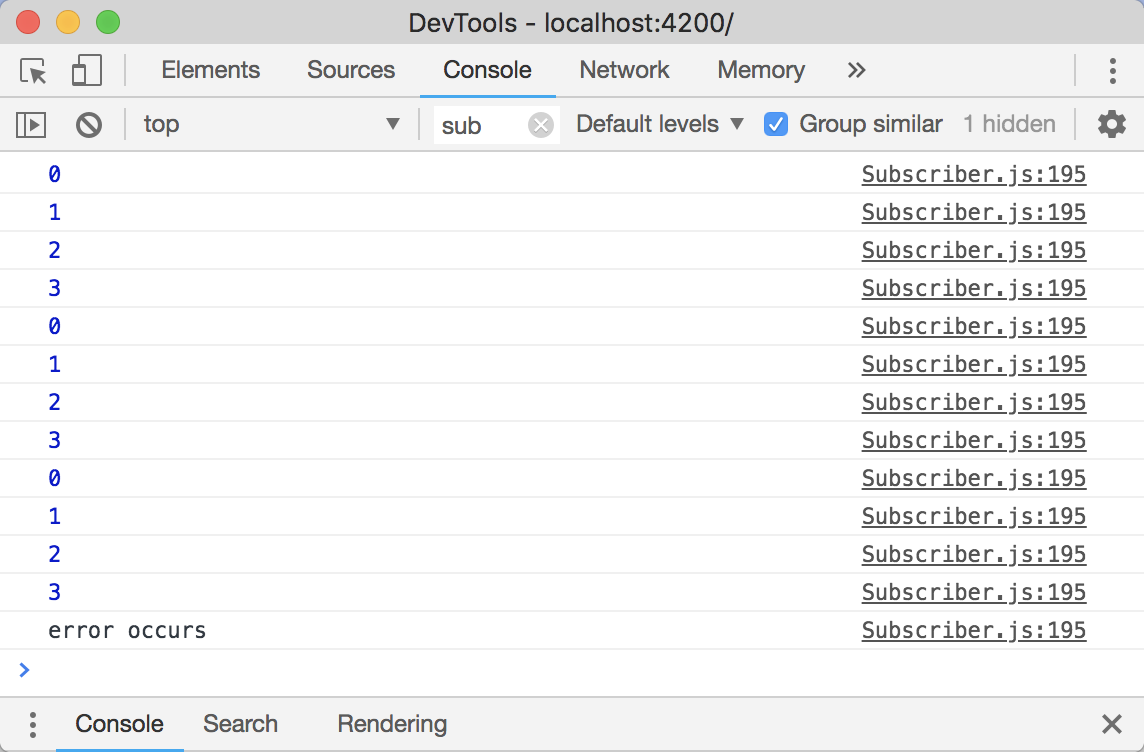 DevTools - localhost:4200/
Elements Sources Console Network Memory »
top ▼ sub Default levels ▼ Group similar 1 hidden
0 Subscriber.js:195
1 Subscriber.js:195
2 Subscriber.js:195
3 Subscriber.js:195
0 Subscriber.js:195
1 Subscriber.js:195
2 Subscriber.js:195
3 Subscriber.js:195
0 Subscriber.js:195
1 Subscriber.js:195
2 Subscriber.js:195
3 Subscriber.js:195
error occurs Subscriber.js:195
>
Console Search Rendering